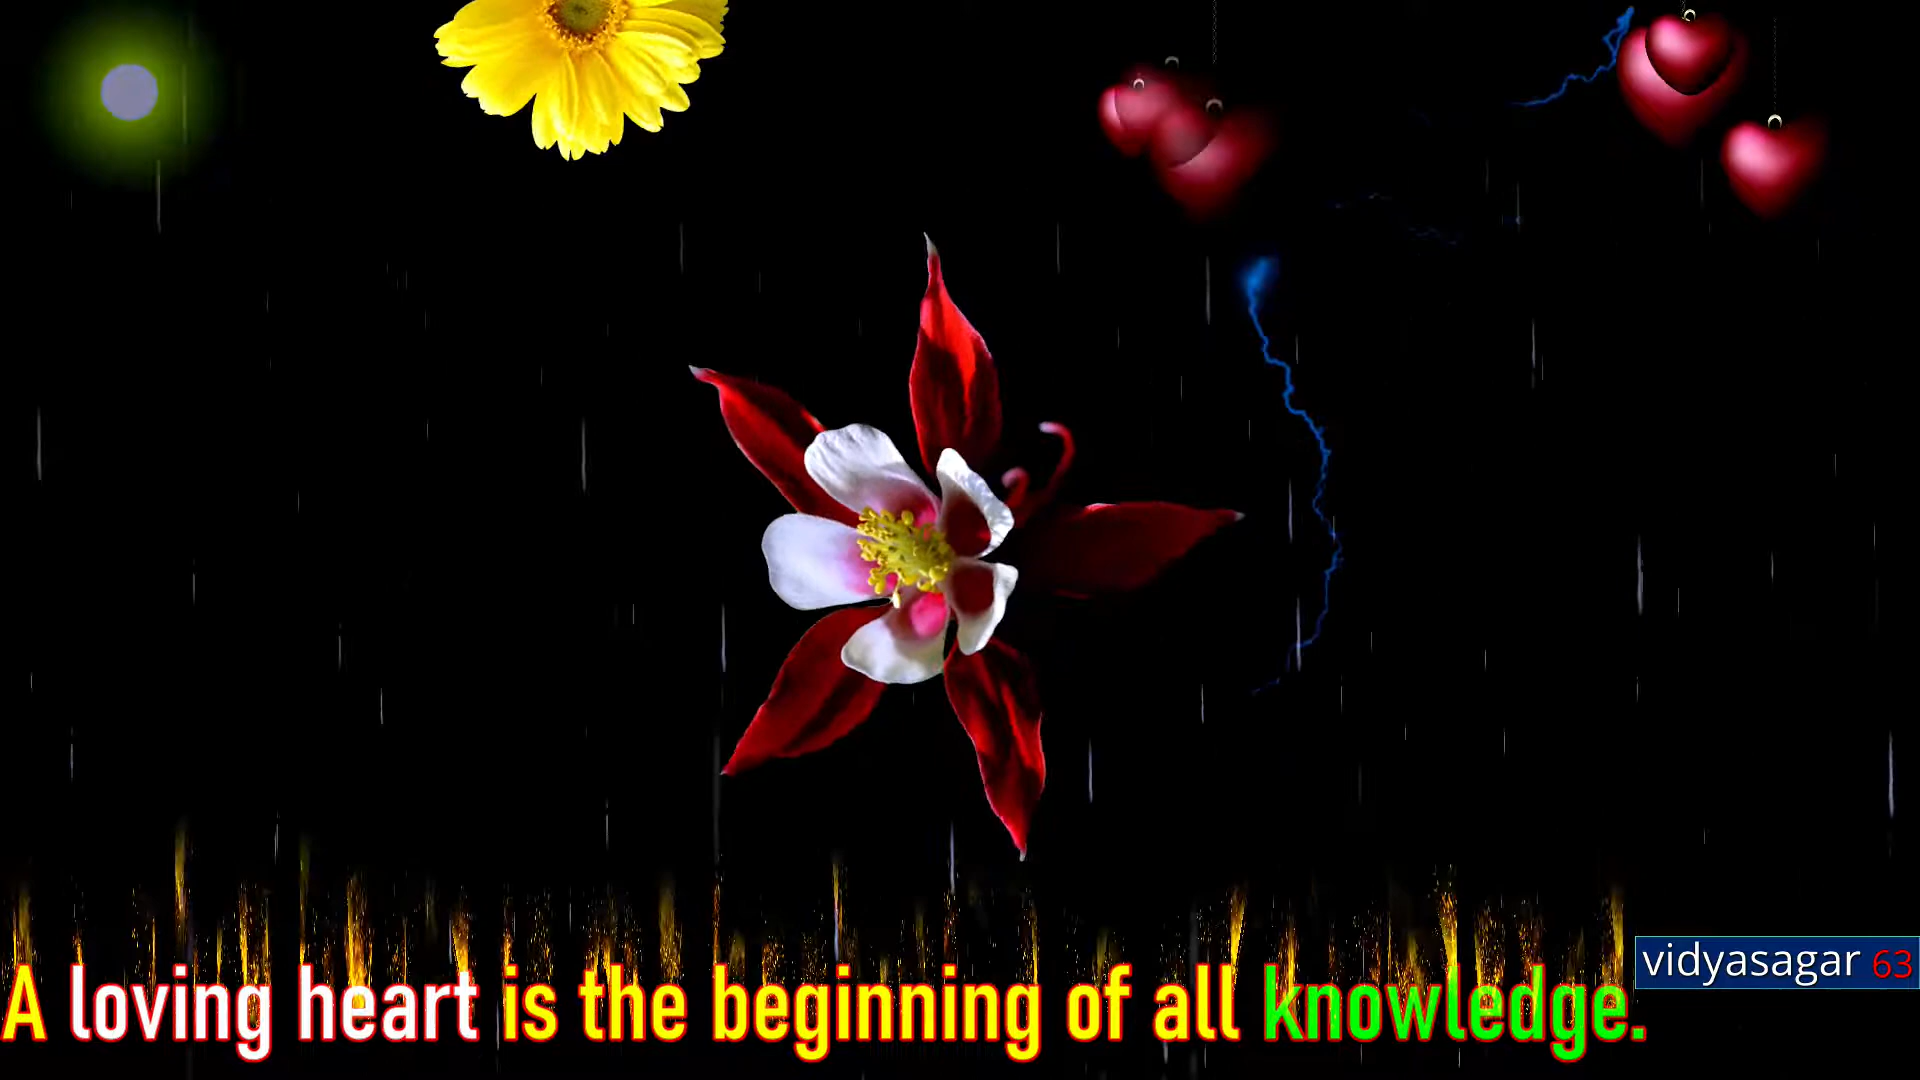 vidyasagar 63
A loving heart is the beginning of all knowledge.